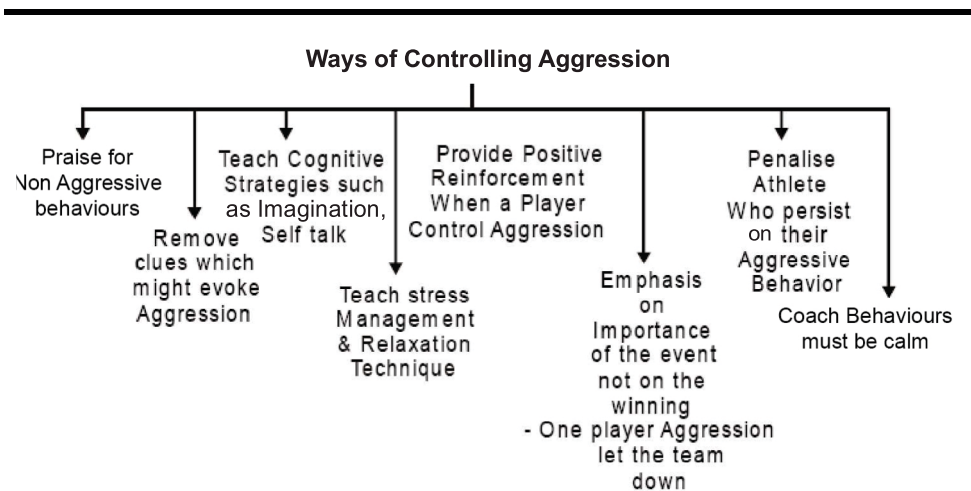 Ways of Controlling Aggression
Praise for
Non Aggressive
behaviours
Remove
clues which
might evoke
Aggression
Teach Cognitive
Strategies such
as Imagination,
Self talk
Teach stress
Management
& Relaxation
Technique
Provide Positive
Reinforcement
When a Player
Control Aggression
Emphasis
on
Importance
of the event
not on the
winning
- One player Aggression
let the team
down
Penalise
Athlete
Who persist
on their
Aggressive
Behavior
Coach Behaviours
must be calm